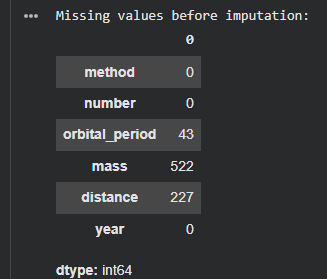 Missing values before imputation:
0
method 0
number 0
orbital_period 43
mass 522
distance 227
year 0
dtype: int64